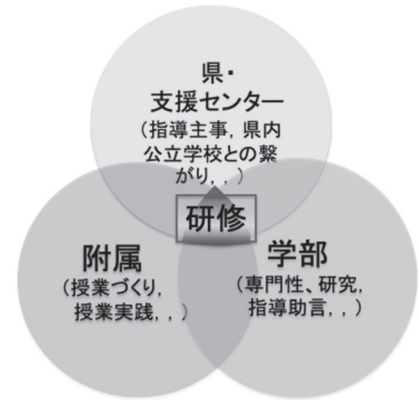 県・
支援センター
(指導主事, 県内
公立学校との繋
がり, , )
研修
附属
(授業づくり,
授業実践, , )
学部
(専門性、研究,
指導助言, , )